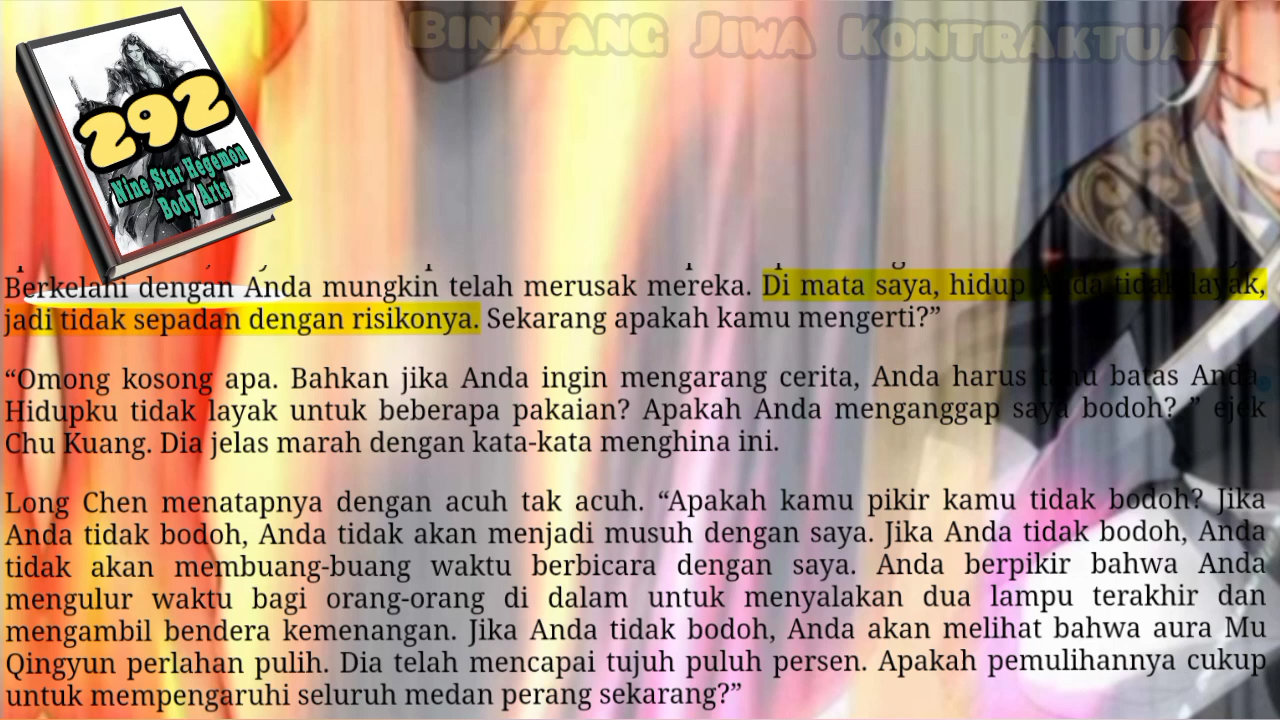 Binatang Jiwa Kontraktual
292
Nine Star Hegemon
Body Arts
Berkelahi dengan Anda mungkin telah merusak mereka. Di mata saya, hidup Anda tidak layak,
jadi tidak sepadan dengan risikonya. Sekarang apakah kamu mengerti?”
“Omong kosong apa. Bahkan jika Anda ingin mengarang cerita, Anda harus tahu batas Anda.
Hidupku tidak layak untuk beberapa pakaian? Apakah Anda menganggap saya bodoh? ” ejek
Chu Kuang. Dia jelas marah dengan kata-kata menghina ini.
Long Chen menatapnya dengan acuh tak acuh. “Apakah kamu pikir kamu tidak bodoh? Jika
Anda tidak bodoh, Anda tidak akan menjadi musuh dengan saya. Jika Anda tidak bodoh, Anda
tidak akan membuang-buang waktu berbicara dengan saya. Anda berpikir bahwa Anda
mengulur waktu bagi orang-orang di dalam untuk menyalakan dua lampu terakhir dan
mengambil bendera kemenangan. Jika Anda tidak bodoh, Anda akan melihat bahwa aura Mu
Qingyun perlahan pulih. Dia telah mencapai tujuh puluh persen. Apakah pemulihannya cukup
untuk mempengaruhi seluruh medan perang sekarang?”